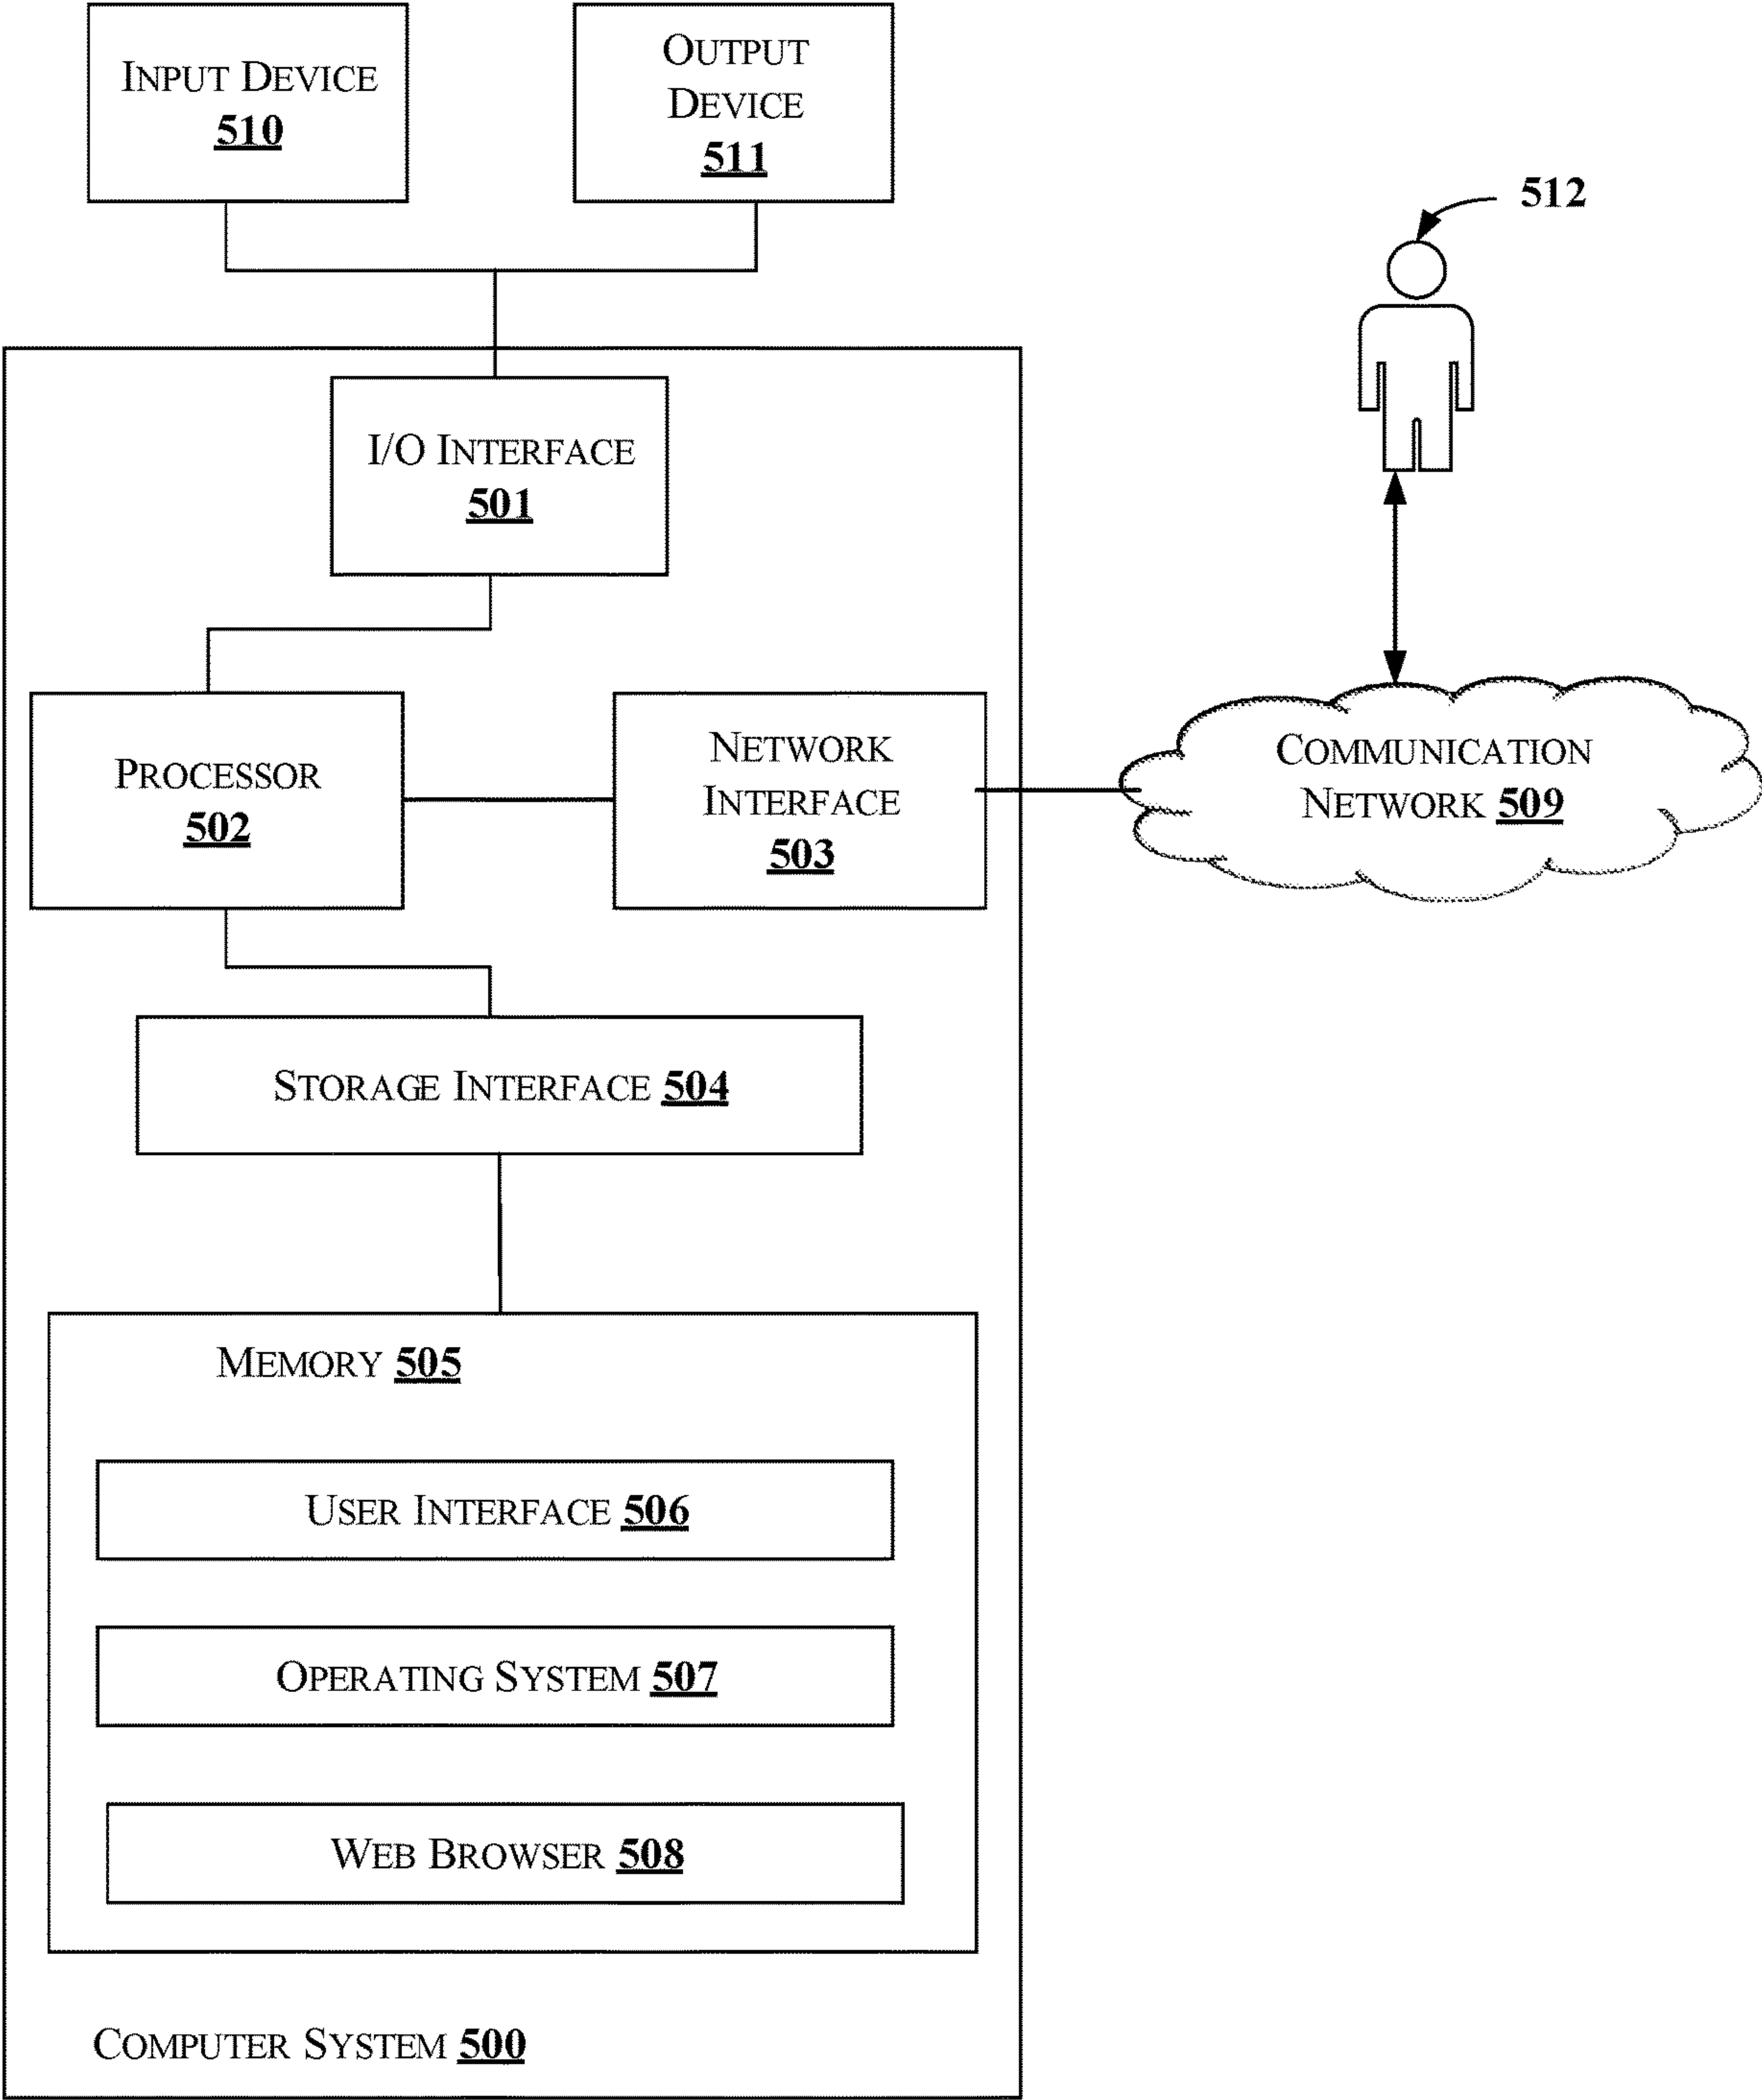 INPUT DEVICE
510
OUTPUT
DEVICE
511
512
I/O INTERFACE
501
PROCESSOR
502
NETWORK
INTERFACE
503
COMMUNICATION
NETWORK 509
STORAGE INTERFACE 504
MEMORY 505
USER INTERFACE 506
OPERATING SYSTEM 507
WEB BROWSER 508
COMPUTER SYSTEM 500